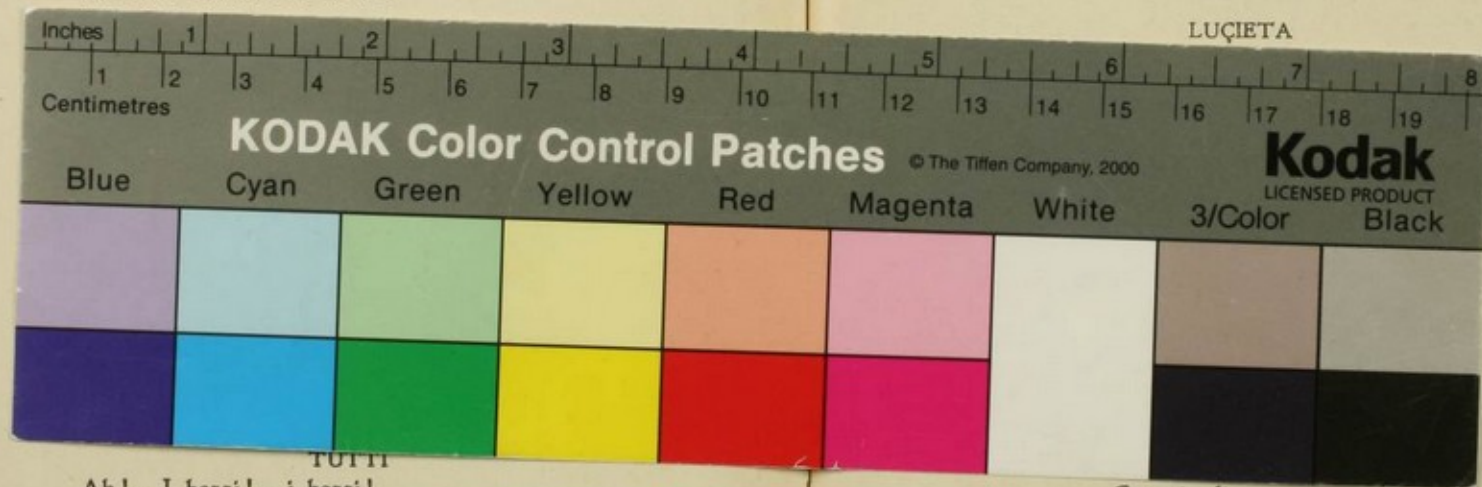 LUÇIETA
Inches 1 2 3 4 5 6 7 8
1 2 3 4 5 6 7 8 9 10 11 12 13 14 15 16 17 18 19
Centimetres
KODAK Color Control Patches © The Tiffen Company, 2000 Kodak
LICENSED PRODUCT
Blue Cyan Green Yellow Red Magenta White 3/Color Black
TUTTI